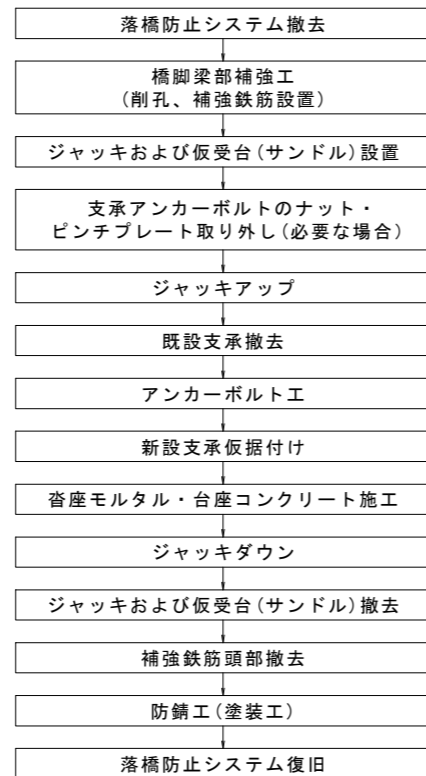 落橋防止システム撤去
橋脚梁部補強工
(削孔、補強鉄筋設置)
ジャッキおよび仮受台(サンドル)設置
支承アンカーボルトのナット・
ピンチプレート取り外し(必要な場合)
ジャッキアップ
既設支承撤去
アンカーボルト工
新設支承仮据付け
沓座モルタル・台座コンクリート施工
ジャッキダウン
ジャッキおよび仮受台(サンドル)撤去
補強鉄筋頭部撤去
防錆工(塗装工)
落橋防止システム復旧